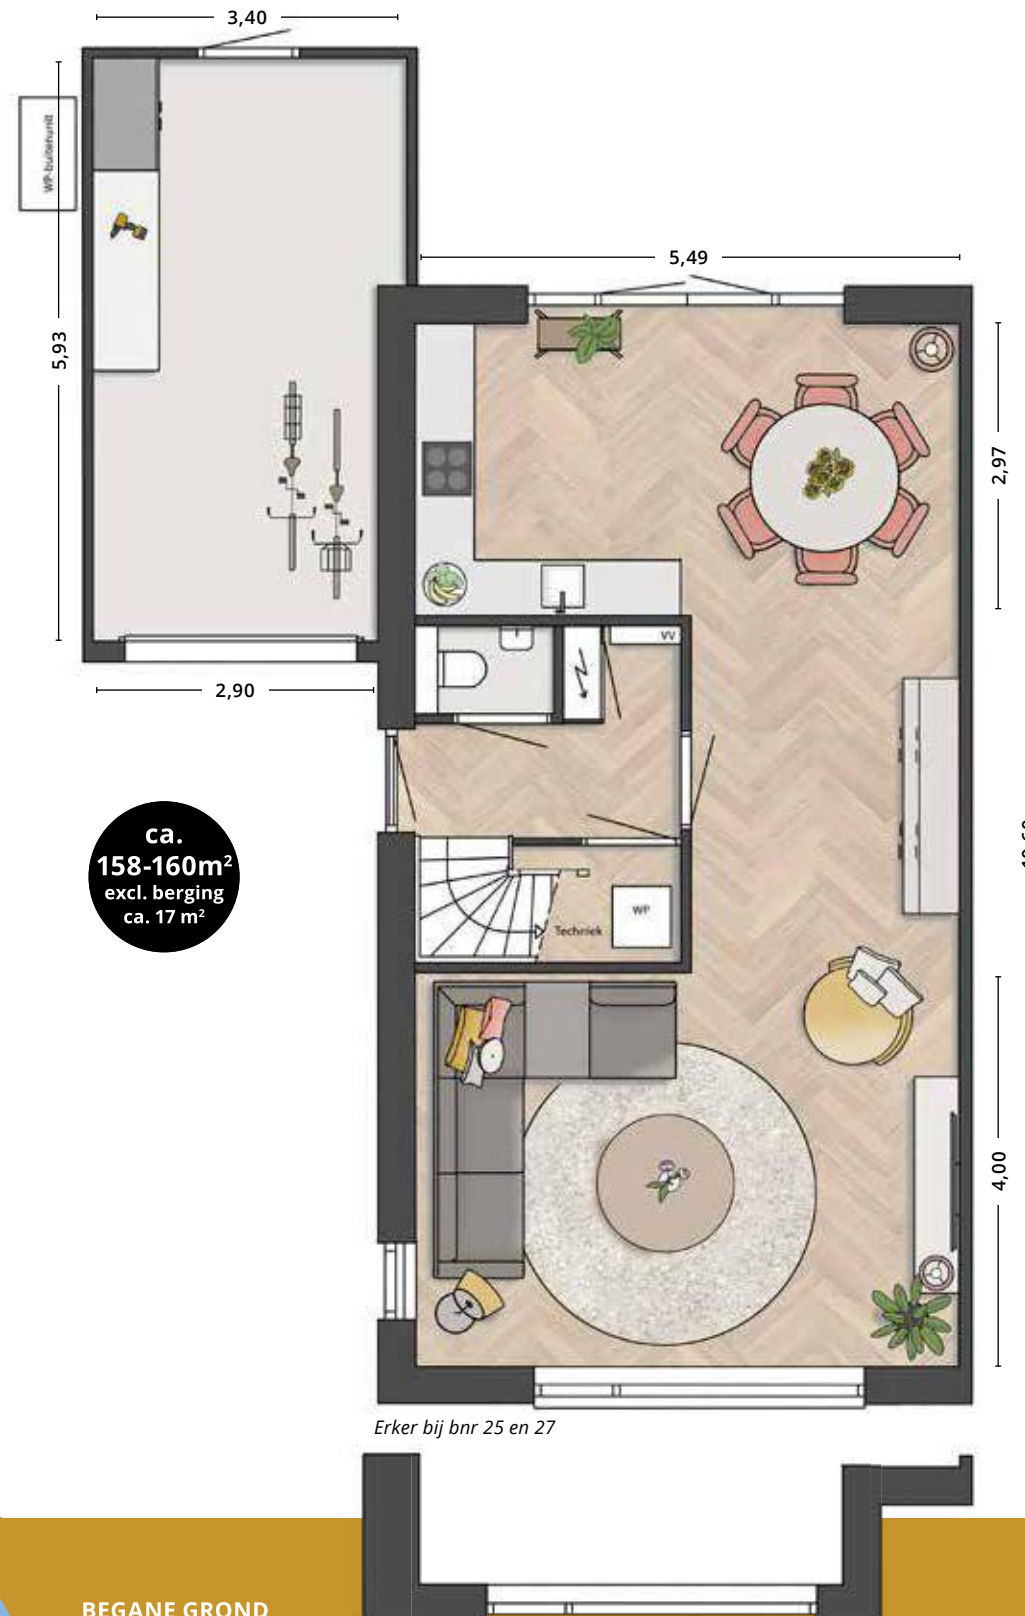 3,40
WP-buitenunit
5,49
5,93
2,97
VV
2,90
ca.
158-160m²
excl. berging
ca. 17 m²
WP
Techniek
4,00
Erker bij bnr 25 en 27
BEGANE GROND